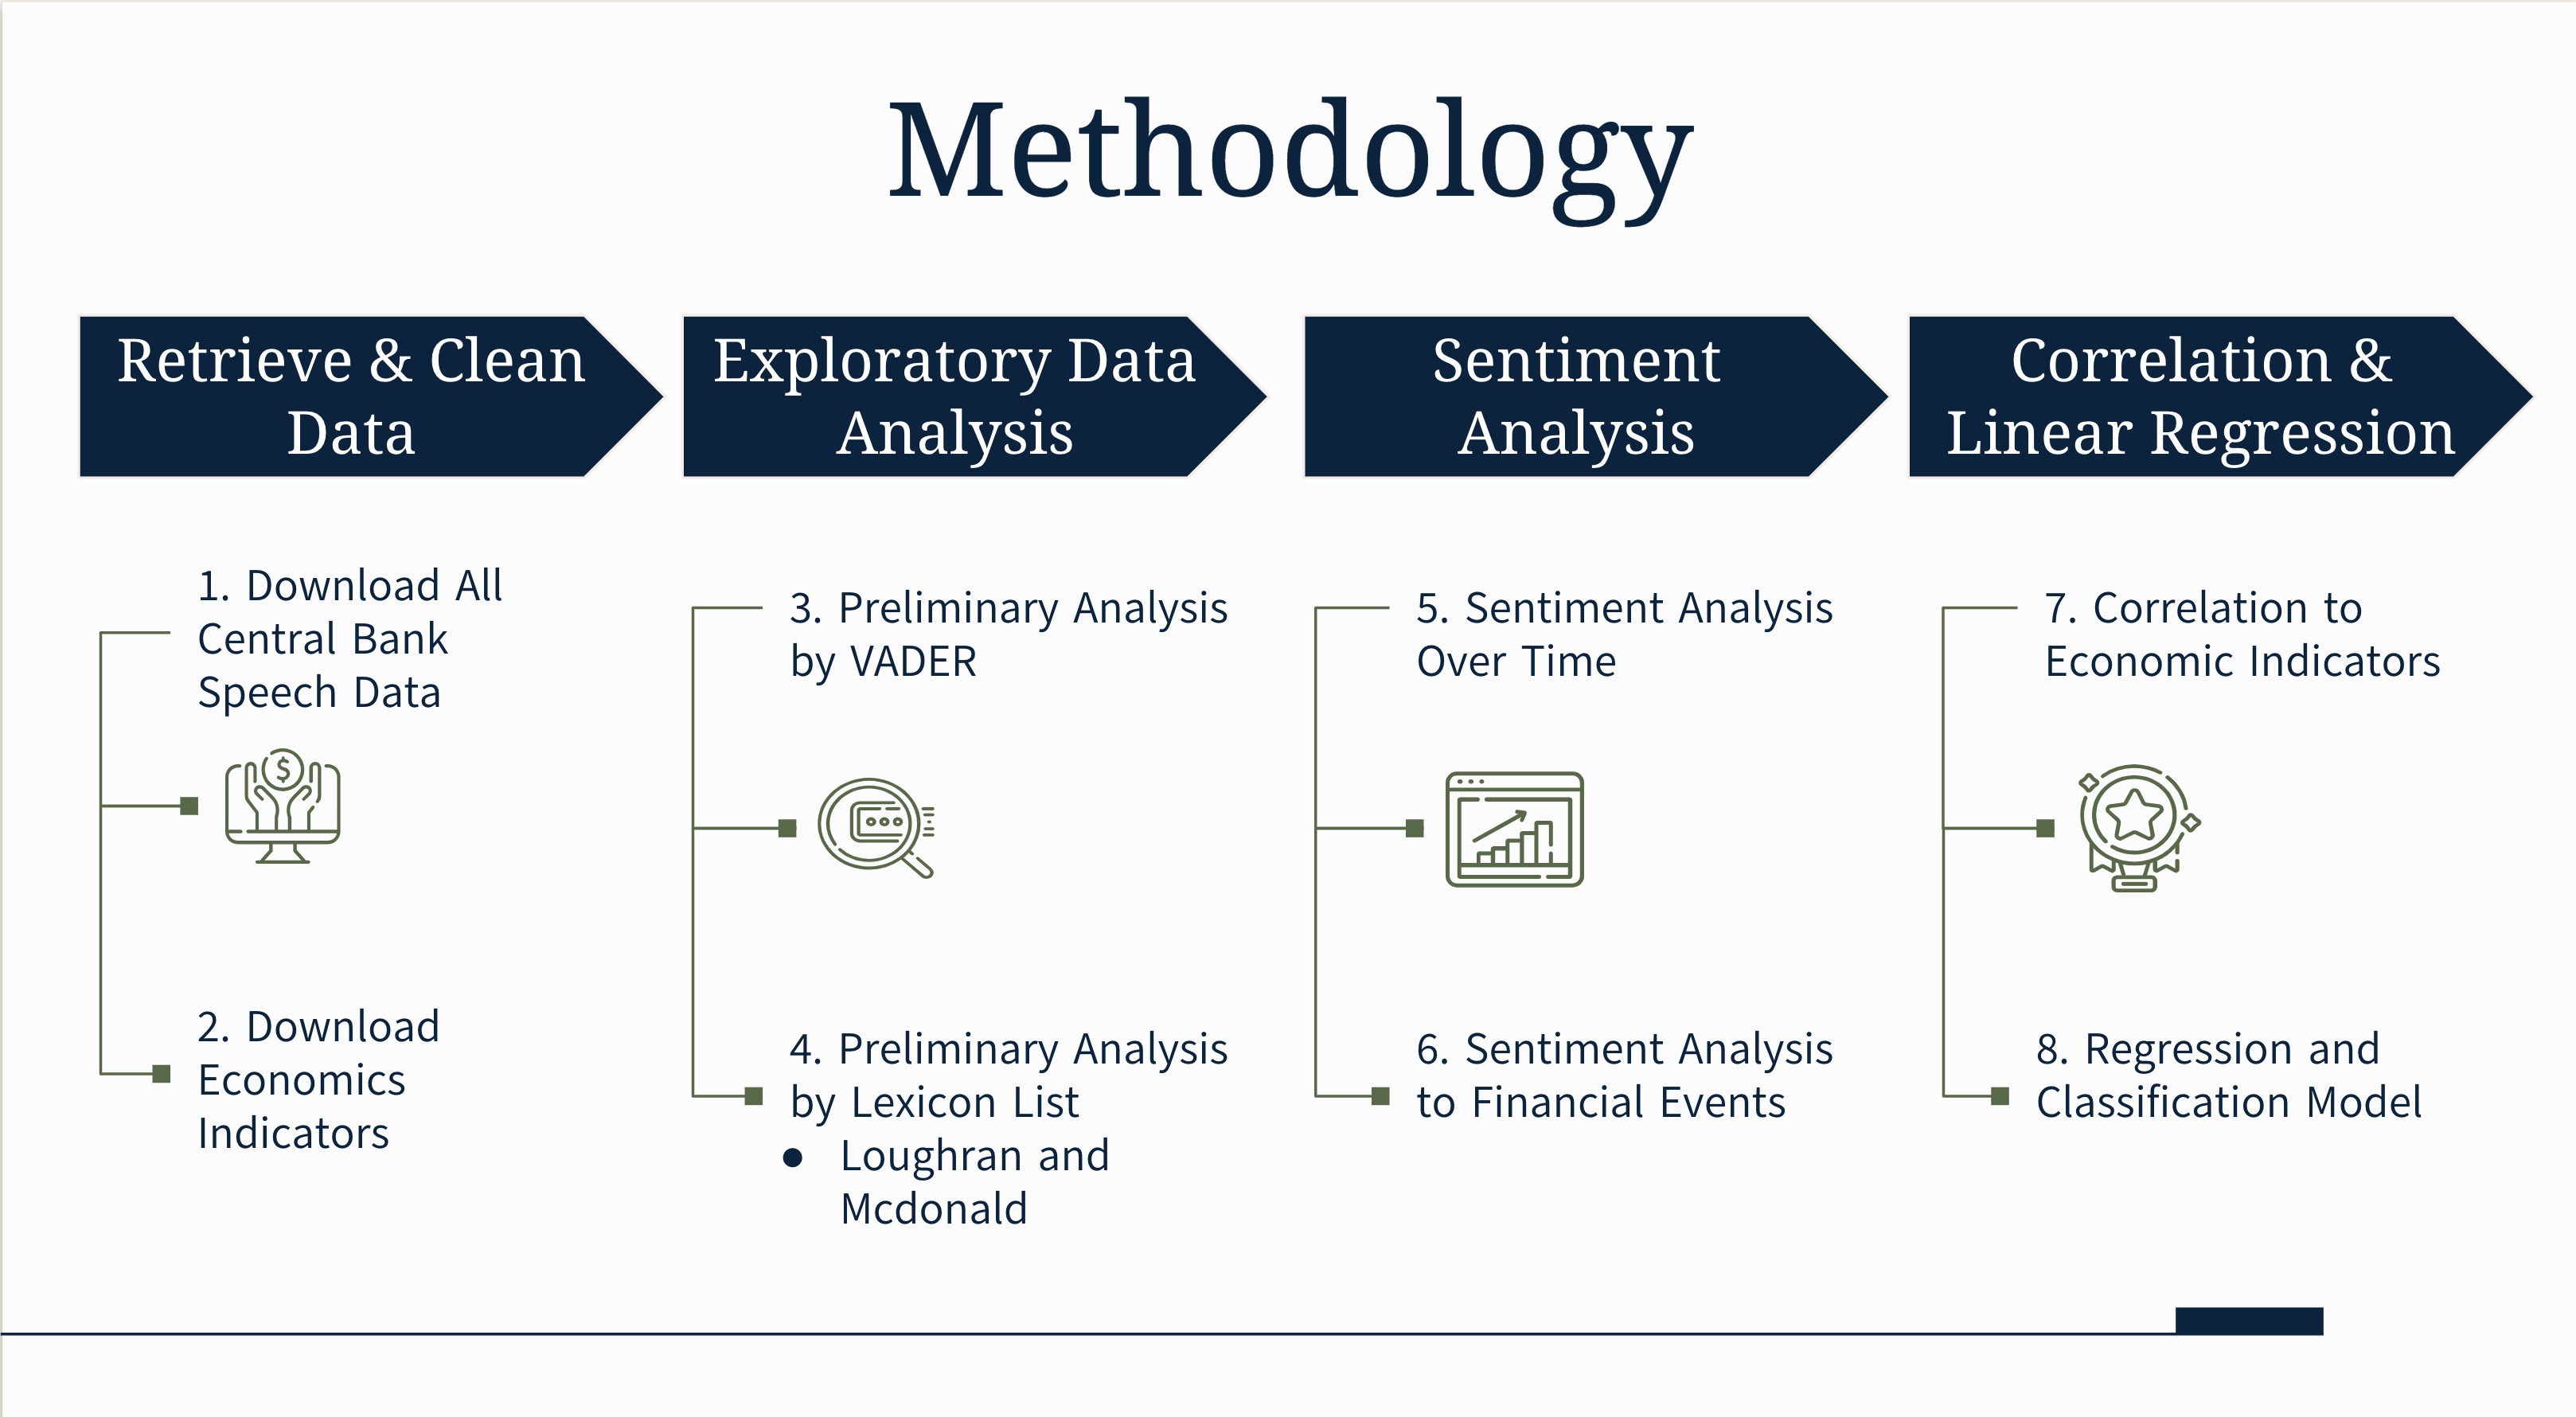 Methodology
Retrieve & Clean
Data
Exploratory Data
Analysis
Sentiment
Analysis
Correlation &
Linear Regression
1. Download All
Central Bank
Speech Data
$
2. Download
Economics
Indicators
3. Preliminary Analysis
by VADER
4. Preliminary Analysis
by Lexicon List
● Loughran and
Mcdonald
5. Sentiment Analysis
Over Time
6. Sentiment Analysis
to Financial Events
7. Correlation to
Economic Indicators
8. Regression and
Classification Model